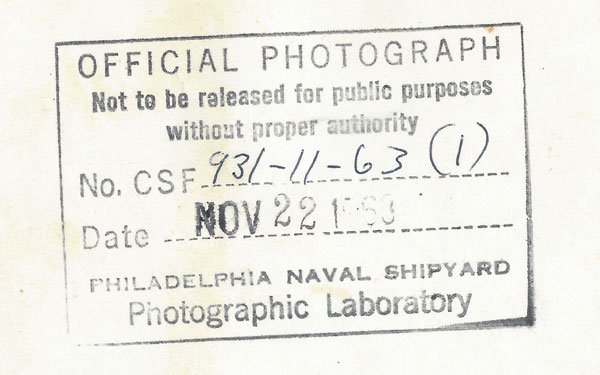 OFFICIAL PHOTOGRAPH
Not to be released for public purposes
without proper authority
No. CSF 931-11-63 (1)
Date NOV 22 1963
PHILADELPHIA NAVAL SHIPYARD
Photographic Laboratory